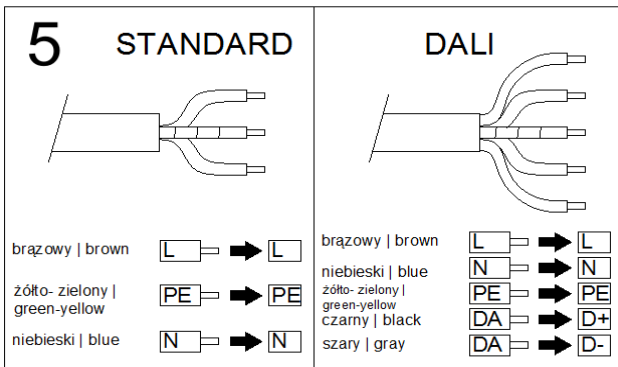 5 STANDARD
brązowy | brown L L
żółto- zielony |
green-yellow PE PE
niebieski | blue N N
DALI
brązowy | brown L L
niebieski | blue N N
żółto- zielony |
green-yellow PE PE
czarny | black DA D+
szary | gray DA D-